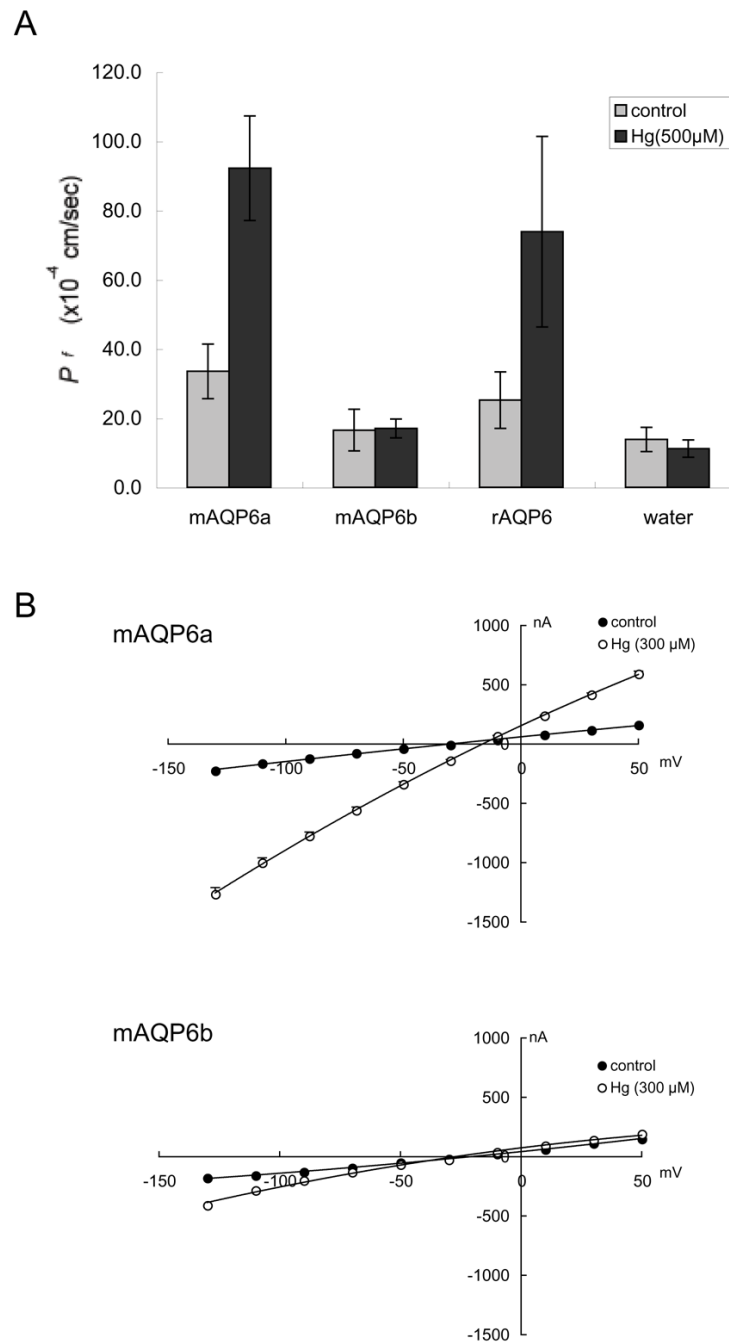 A
120.0
100.0
80.0
60.0
40.0
20.0
0.0
P f (x10⁻⁴ cm/sec)
control
Hg(500μM)
mAQP6a mAQP6b rAQP6 water
B
mAQP6a
1000 nA
control
Hg (300 μM)
500
-150 -100 -50 0 0 50
mV
-500
-1000
-1500
mAQP6b
1000 nA
control
Hg (300 μM)
500
-150 -100 -50 0 0 50
mV
-500
-1000
-1500